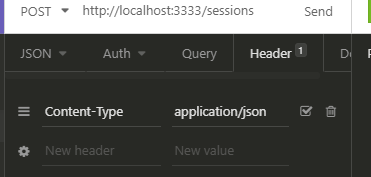 POST http://localhost:3333/sessions Send
JSON Auth Query Header 1
Content-Type application/json
New header New value